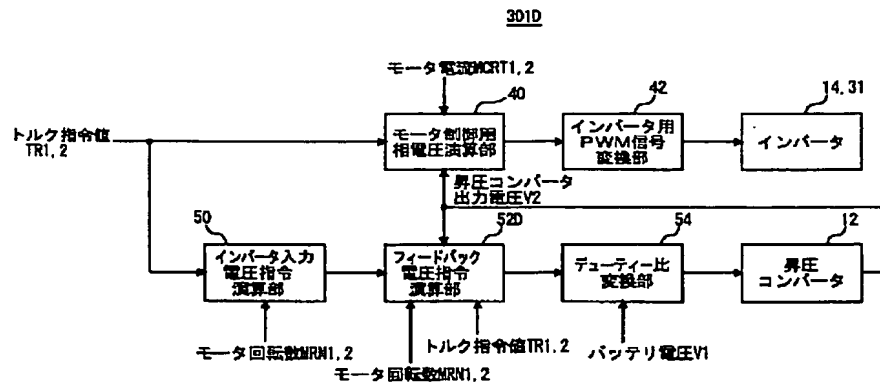 301D
モータ電流MCRT1,2
40
42
14,31
トルク指令値
TR1,2
モータ制御用
相電圧演算部
インバータ用
PWM信号
変換部
インバータ
昇圧コンバータ
出力電圧V2
50
52D
54
12
インバータ入力
電圧指令
演算部
フィードバック
電圧指令
演算部
デューティー比
変換部
昇圧
コンバータ
モータ回転数MRN1,2
トルク指令値TR1,2
バッテリ電圧V1
モータ回転数MRN1,2